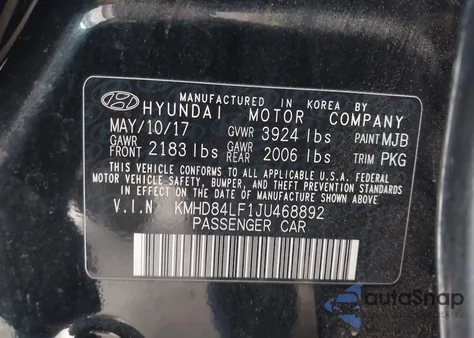 MANUFACTURED IN KOREA BY
HYUNDAI MOTOR COMPANY
MAY/10/17 GVWR 3924 lbs PAINT MJB
GAWR FRONT 2183 lbs GAWR REAR 2006 lbs TRIM PKG
THIS VEHICLE CONFORMS TO ALL APPLICABLE U.S.A. FEDERAL
MOTOR VEHICLE SAFETY, BUMPER, AND THEFT PREVENTION STANDARDS
IN EFFECT ON THE DATE OF MANUFACTURE SHOWN ABOVE.
V.I.N KMHD84LF1JU468892
PASSENGER CAR
autoSnap